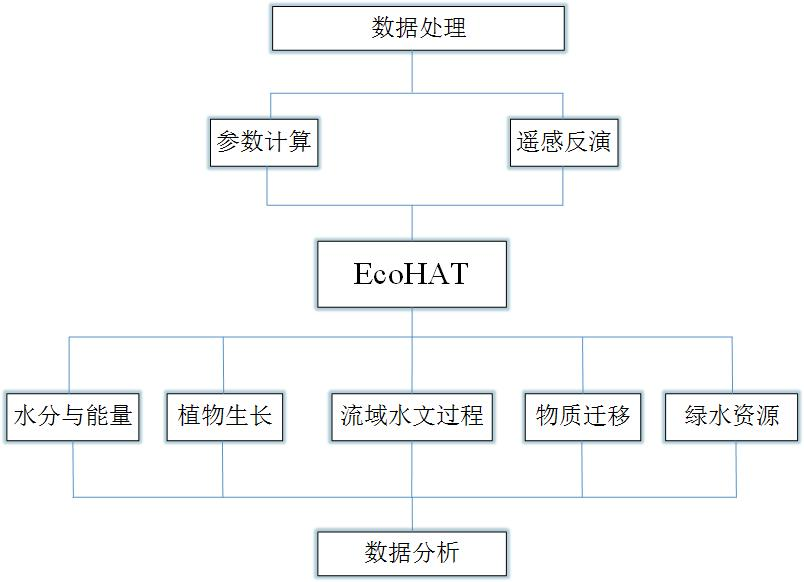 数据处理
参数计算
遥感反演
EcoHAT
水分与能量
植物生长
流域水文过程
物质迁移
绿水资源
数据分析